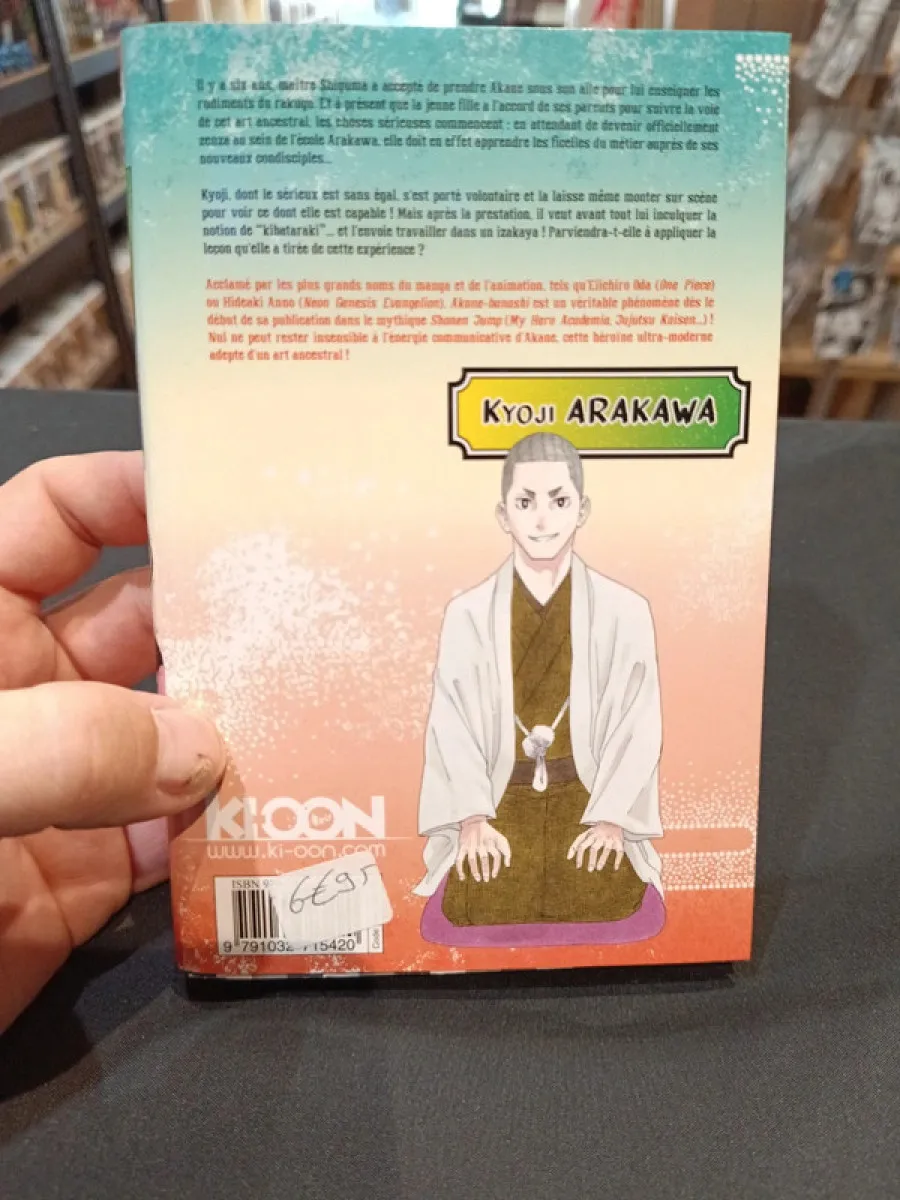 Il y a six ans, maître Shiguma a accepté de prendre Akane sous son aile pour lui enseigner les
rudiments du rakugo. Et à présent que la jeune fille a l'accord de ses parents pour suivre la voie
de cet art ancestral, les choses sérieuses commencent : en attendant de devenir officiellement
zenza au sein de l'école Arakawa, elle doit en effet apprendre les ficelles du métier auprès de ses
nouveaux condisciples...
Kyoji, dont le sérieux est sans égal, s'est porté volontaire et la laisse même monter sur scène
pour voir ce dont elle est capable ! Mais après la prestation, il veut avant tout lui inculquer la
notion de "kibataraki"... et l'envoie travailler dans un izakaya ! Parviendra-t-elle à appliquer la
leçon qu'elle a tirée de cette expérience ?
Acclamé par les plus grands noms du manga et de l'animation, tels qu'Eiichiro Oda (One Piece)
ou Hideaki Anno (Neon Genesis Evangelion), Akane-banashi est un véritable phénomène dès le
début de sa publication dans le mythique Shonen Jump (My Hero Academia, Jujutsu Kaisen...) !
Nul ne peut rester insensible à l'énergie communicative d'Akane, cette héroïne ultra-moderne
adepte d'un art ancestral !
KYOJI ARAKAWA
KI-OON
www.ki-oon.com
ISBN 9
6€95
9 791032 715420
Code